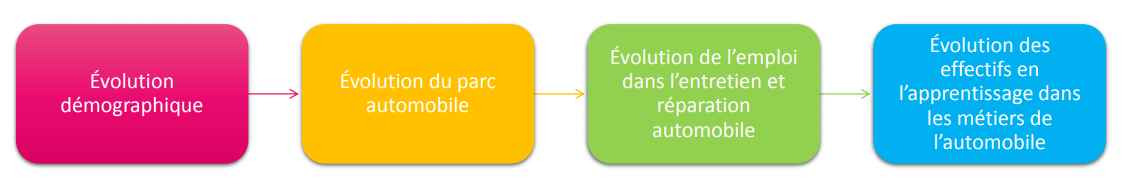 Évolution
démographique
Évolution du parc
automobile
Évolution de l’emploi
dans l’entretien et
réparation
automobile
Évolution des
effectifs en
l’apprentissage dans
les métiers de
l’automobile